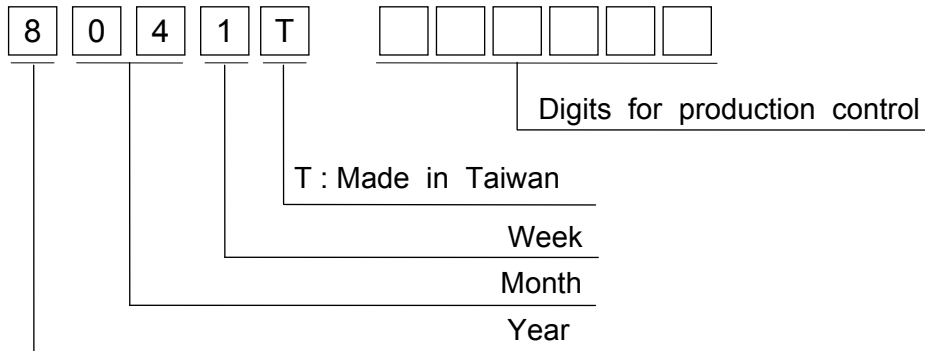 8 0 4 1 T
Digits for production control
T : Made in Taiwan
Week
Month
Year